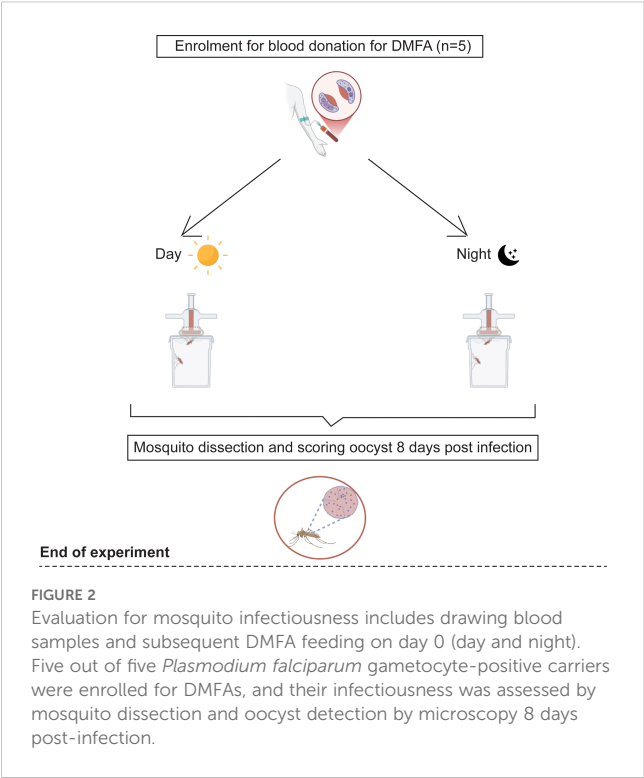 Enrolment for blood donation for DMFA (n=5)
Day
Night
Mosquito dissection and scoring oocyst 8 days post infection
End of experiment
FIGURE 2
Evaluation for mosquito infectiousness includes drawing blood
samples and subsequent DMFA feeding on day 0 (day and night).
Five out of five Plasmodium falciparum gametocyte-positive carriers
were enrolled for DMFAs, and their infectiousness was assessed by
mosquito dissection and oocyst detection by microscopy 8 days
post-infection.